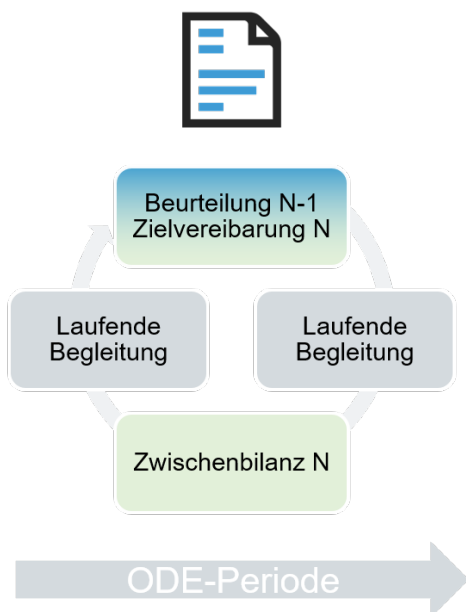 Beurteilung N-1
Zielvereibarung N
Laufende
Begleitung
Laufende
Begleitung
Zwischenbilanz N
ODE-Periode